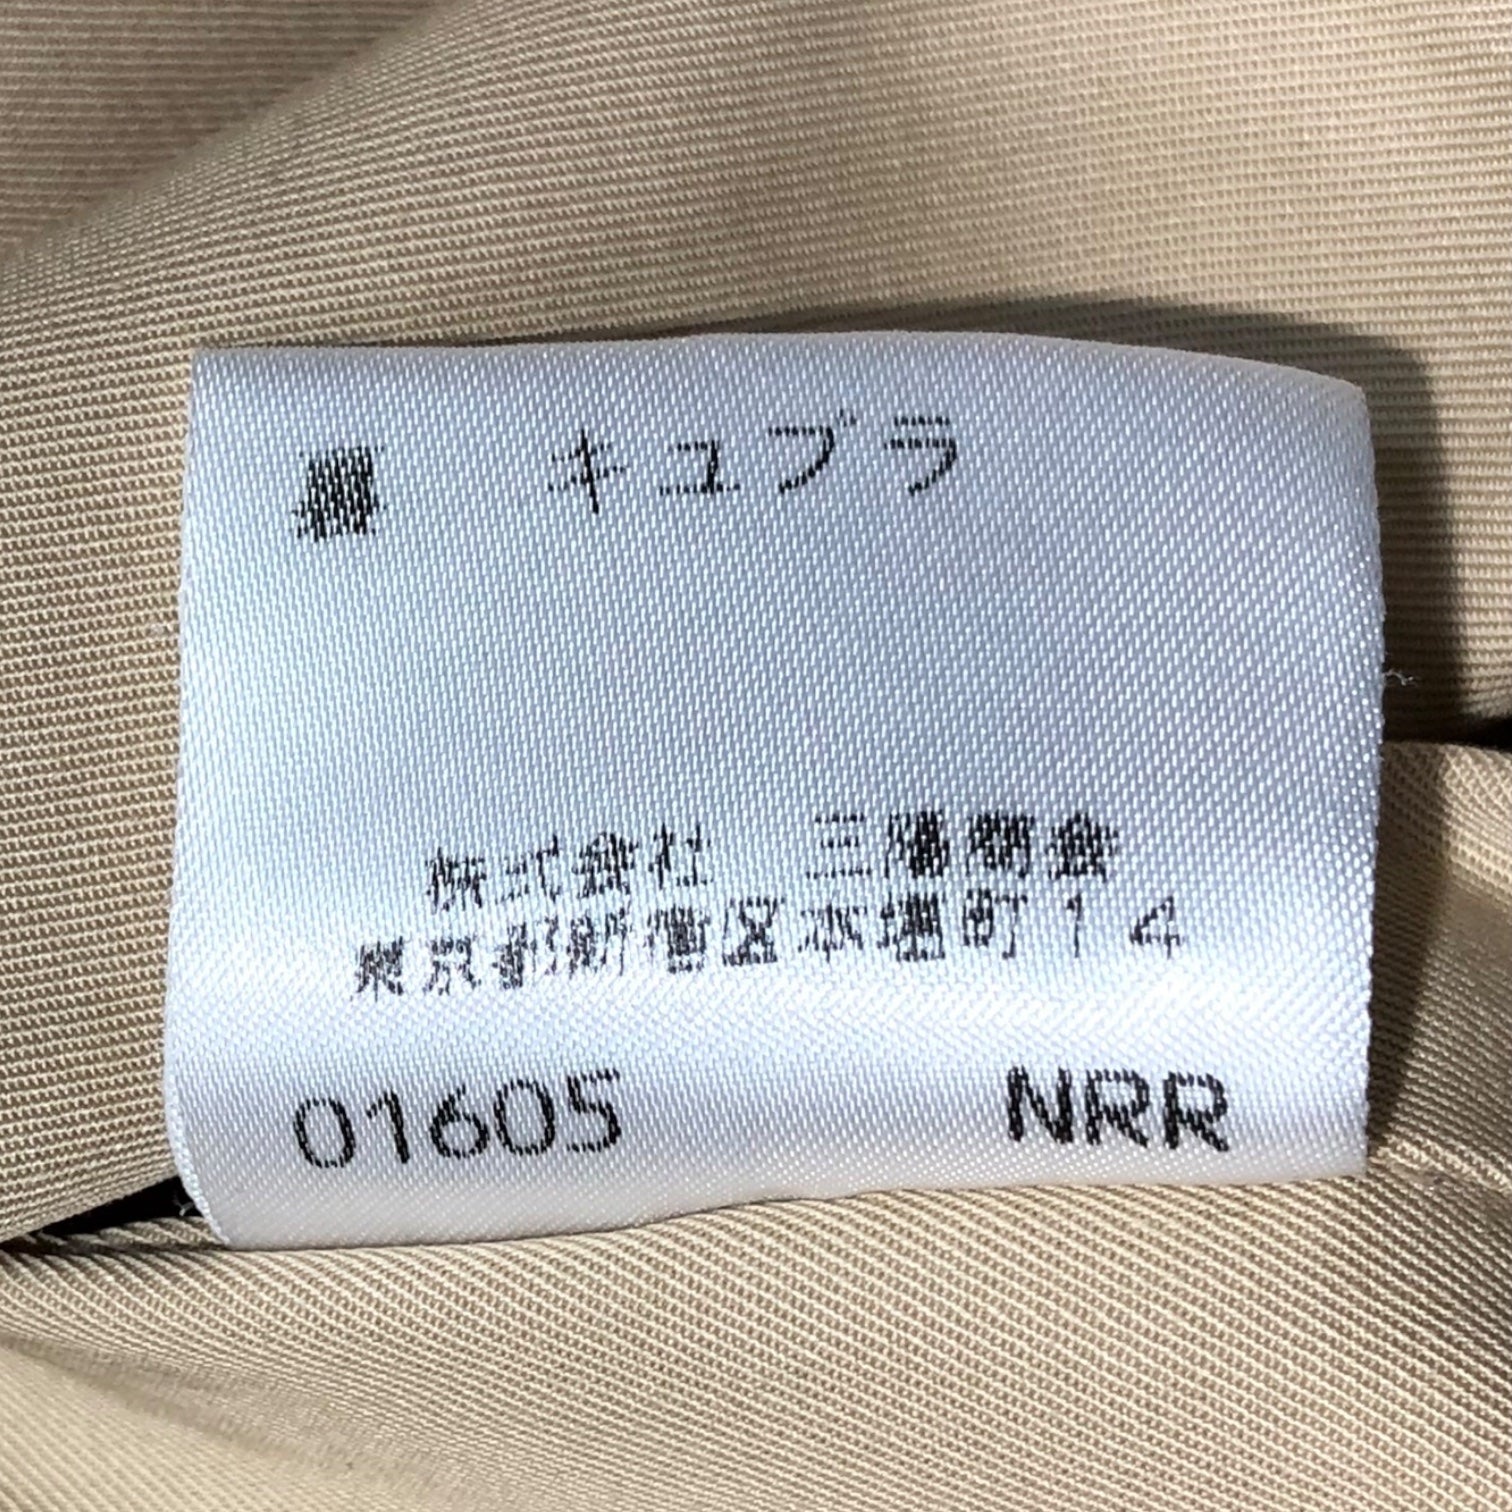 キュプラ
株式会社 三陽商会
東京都新宿区本塩町14
01605 NRR